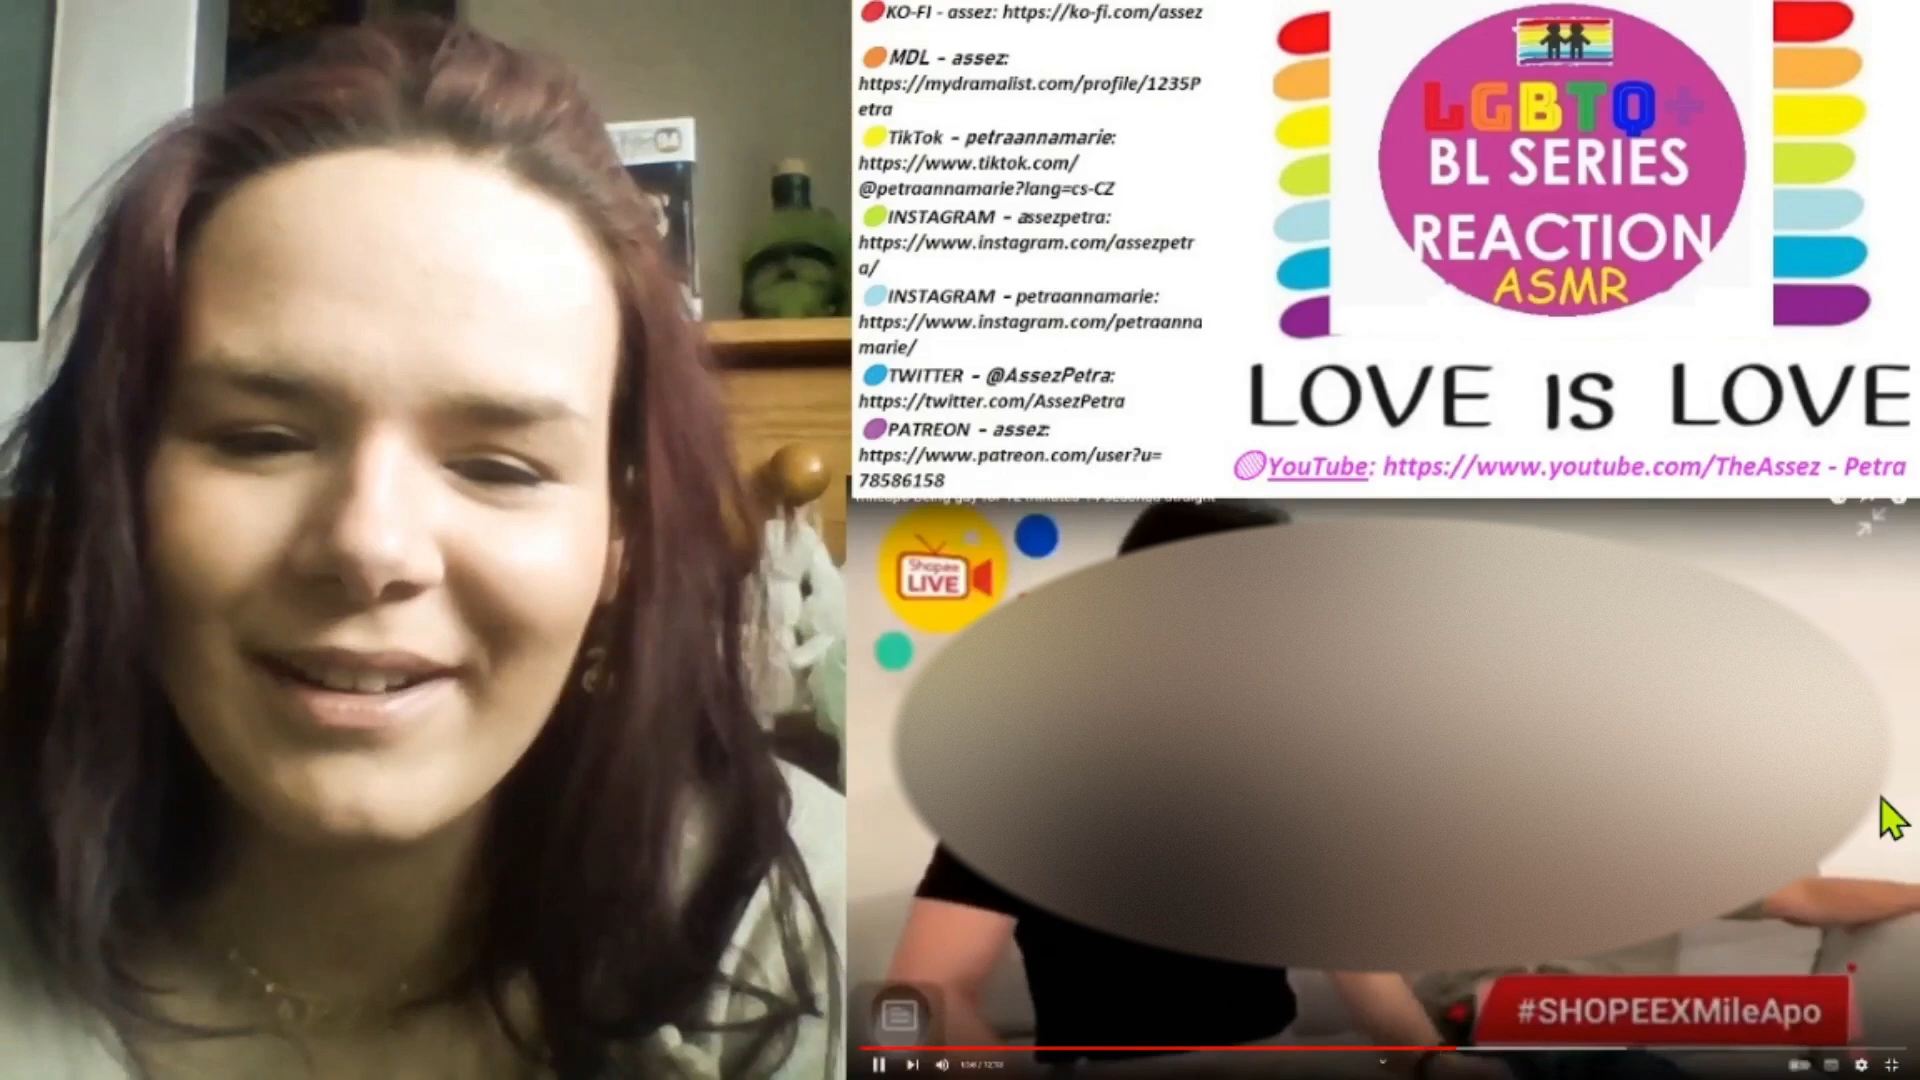 KO-FI - assez: https://ko-fi.com/assez
MDL - assez:
https://mydramalist.com/profile/1235P
etra
TikTok - petraannamarie:
https://www.tiktok.com/
@petraannamarie?lang=cs-CZ
INSTAGRAM - assezpetra:
https://www.instagram.com/assezpetr
a/
INSTAGRAM - petraannamarie:
https://www.instagram.com/petraanna
marie/
TWITTER - @AssezPetra:
https://twitter.com/AssezPetra
PATREON - assez:
https://www.patreon.com/user?u=
78586158
LGBTQ+
BL SERIES
REACTION
ASMR
LOVE IS LOVE
YouTube: https://www.youtube.com/TheAssez - Petra
Shopee
LIVE
#SHOPEEXMileApo